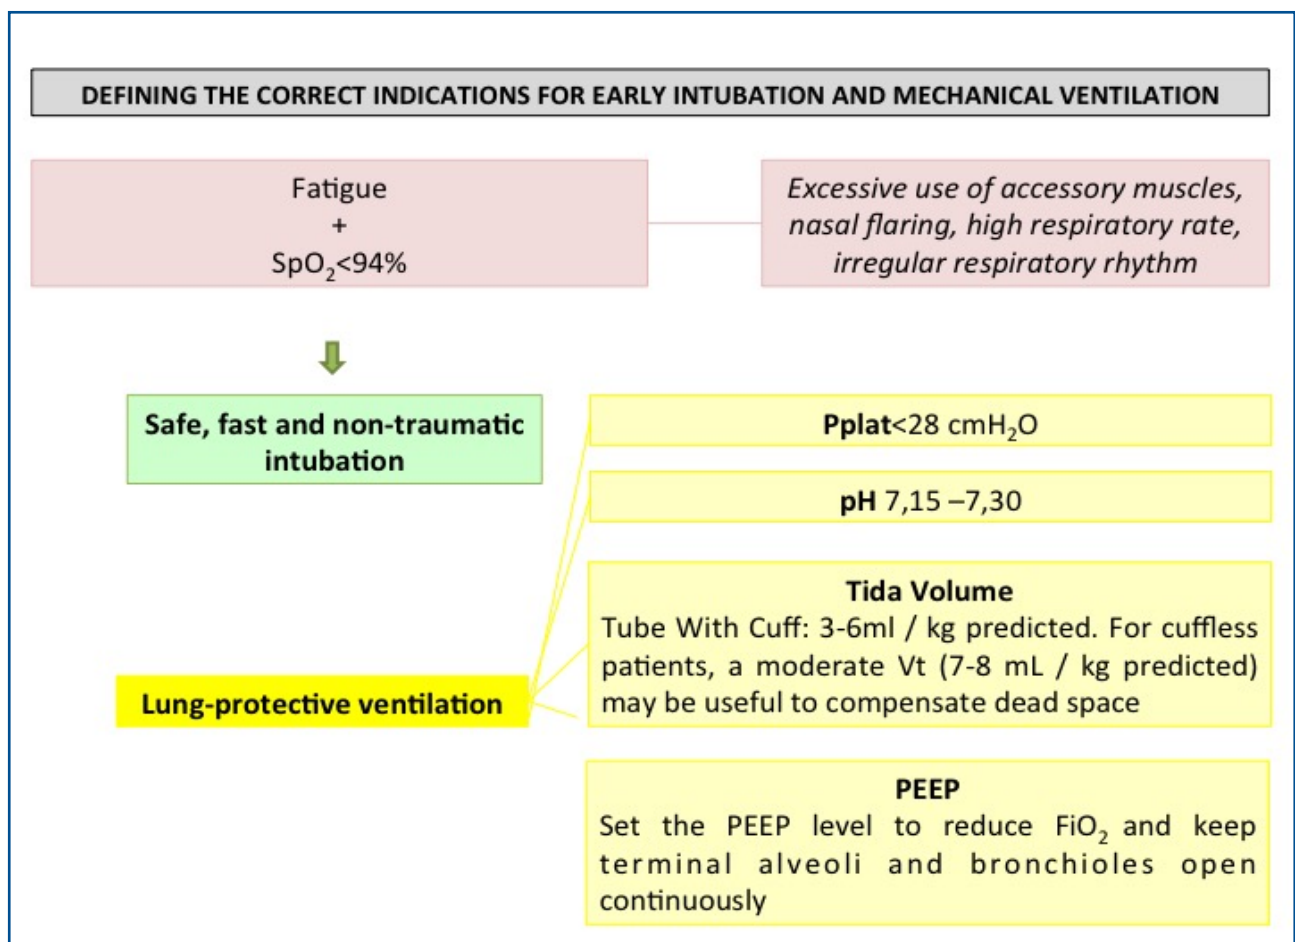 DEFINING THE CORRECT INDICATIONS FOR EARLY INTUBATION AND MECHANICAL VENTILATION
Fatigue
+
SpO₂<94%
Excessive use of accessory muscles,
nasal flaring, high respiratory rate,
irregular respiratory rhythm
Safe, fast and non-traumatic
intubation
Pplat<28 cmH₂O
pH 7,15 –7,30
Tida Volume
Tube With Cuff: 3-6ml / kg predicted. For cuffless
patients, a moderate Vt (7-8 mL / kg predicted)
may be useful to compensate dead space
Lung-protective ventilation
PEEP
Set the PEEP level to reduce FiO₂ and keep
terminal alveoli and bronchioles open
continuously